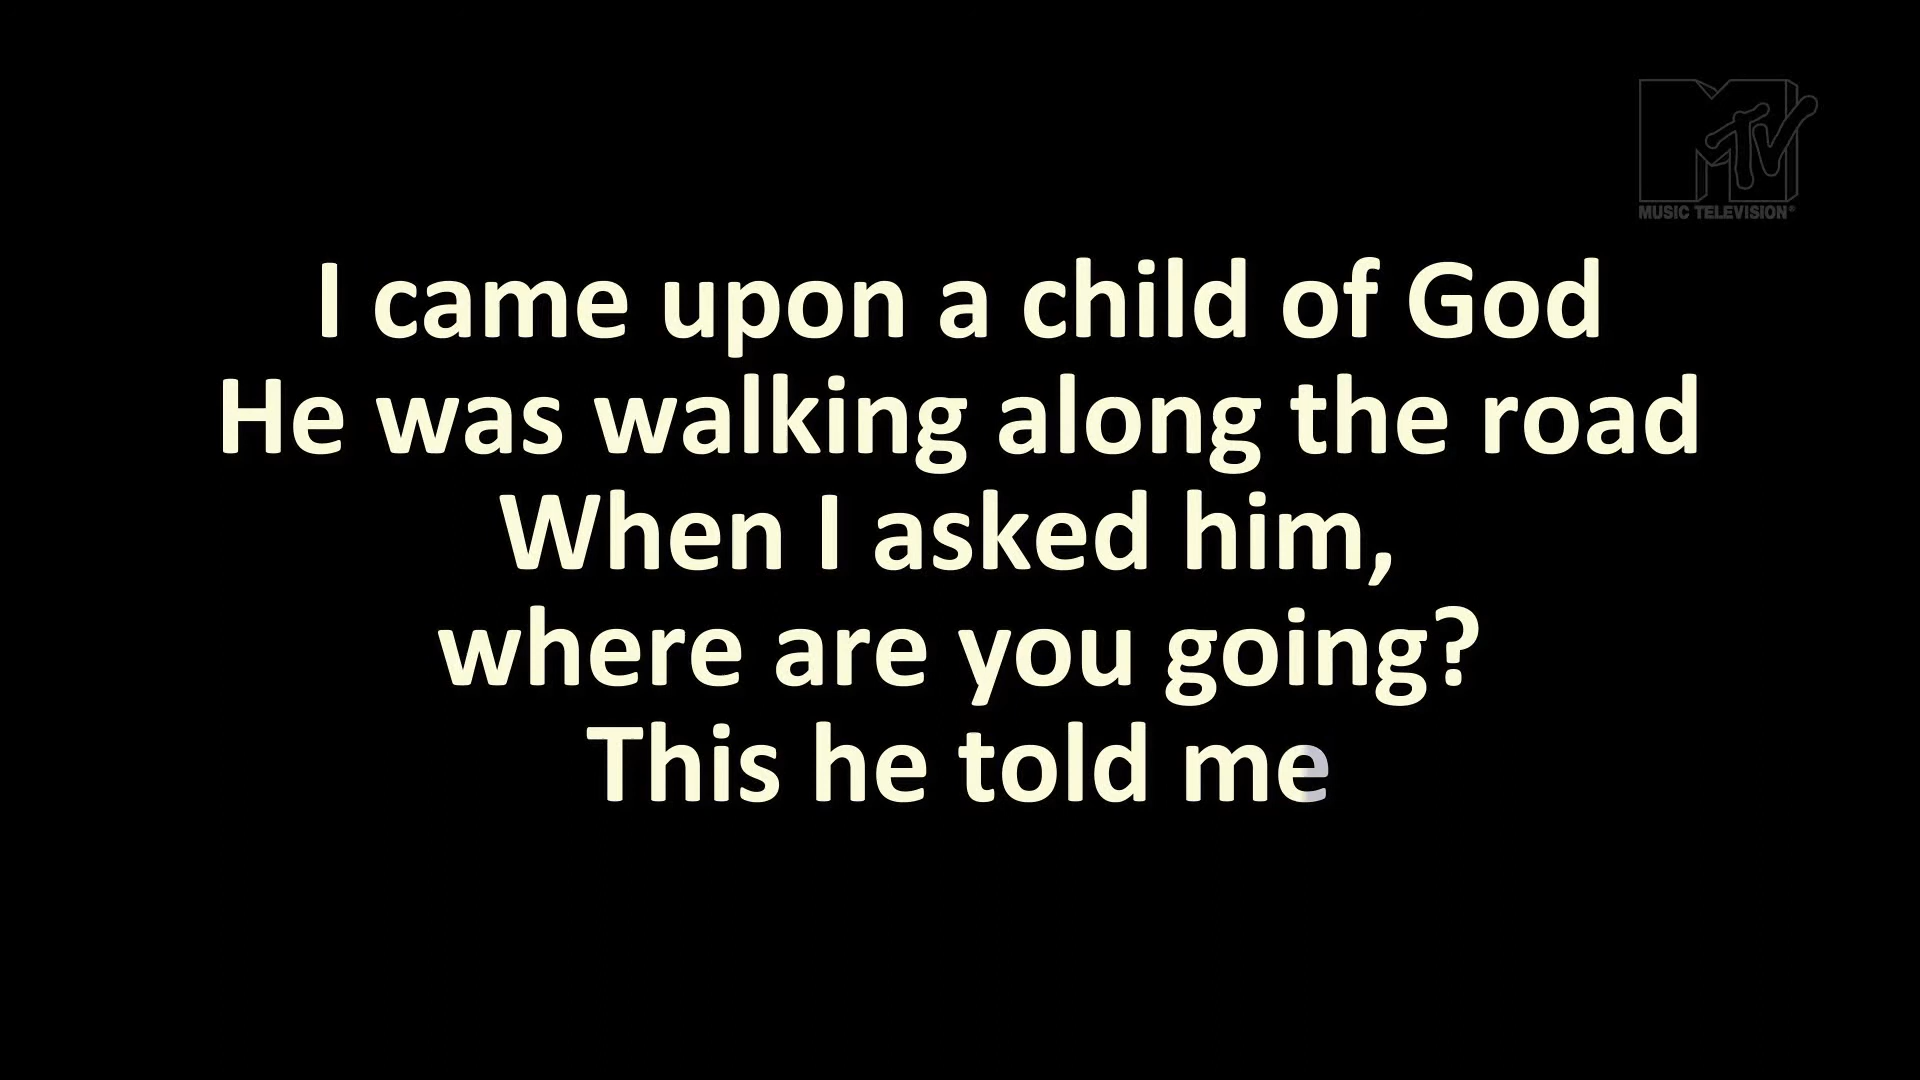 MTV
MUSIC TELEVISION®
I came upon a child of God
He was walking along the road
When I asked him,
where are you going?
This he told me